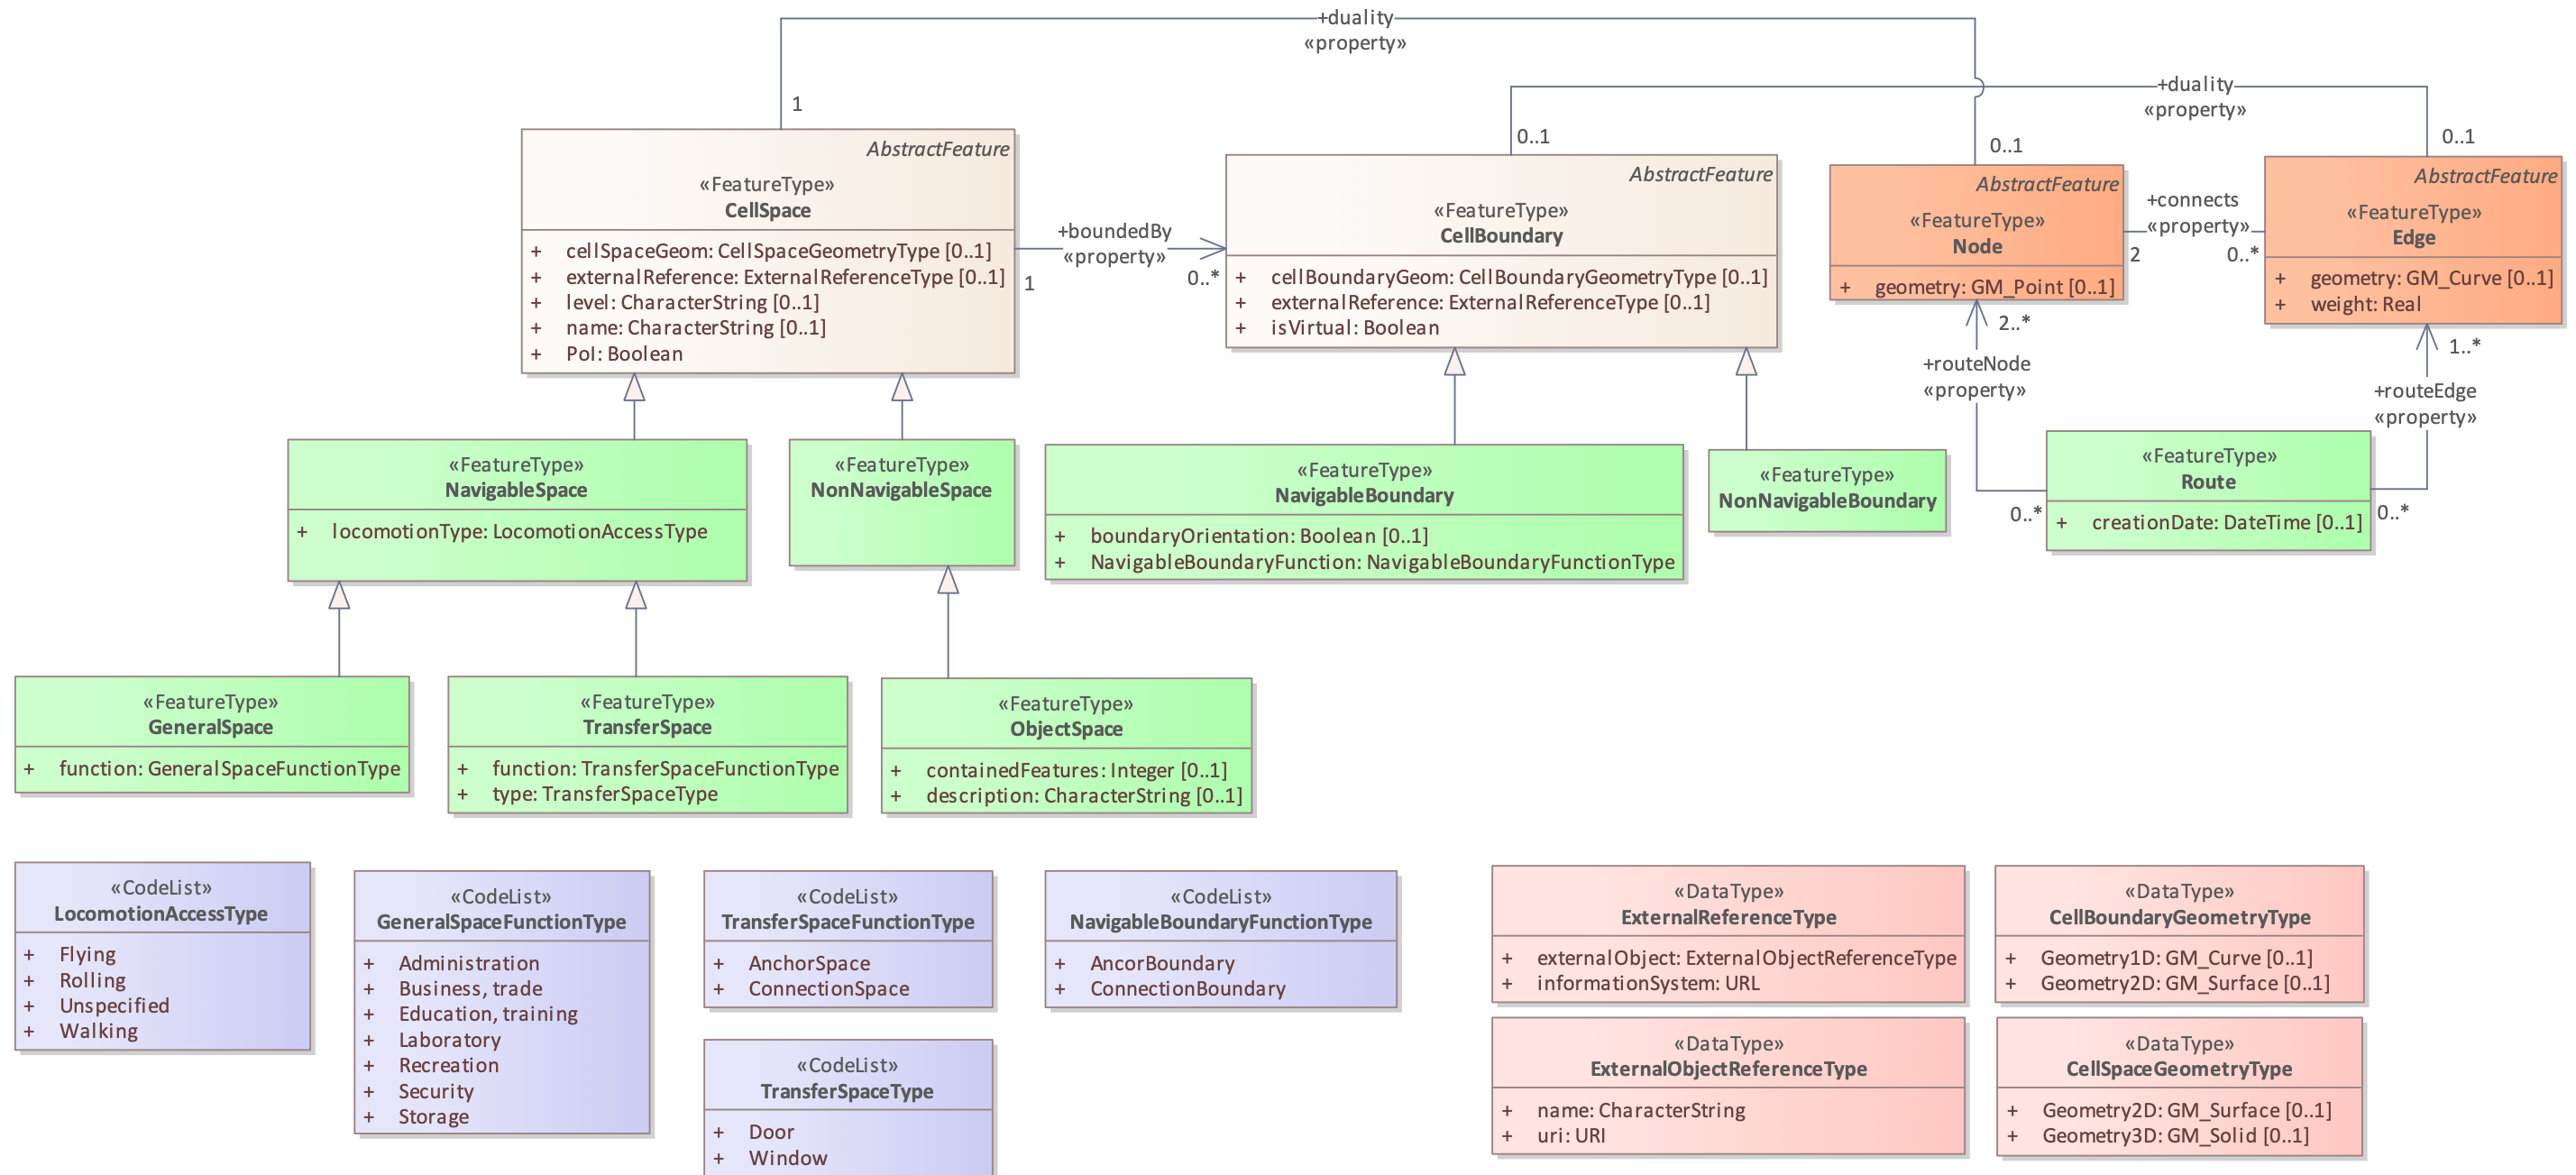 +duality
«property»
+duality
«property»
1
0..1
0..1
0..1
AbstractFeature
«FeatureType»
CellSpace
+ cellSpaceGeom: CellSpaceGeometryType [0..1]
+ externalReference: ExternalReferenceType [0..1]
+ level: CharacterString [0..1]
+ name: CharacterString [0..1]
+ PoI: Boolean
+boundedBy
«property»
1
0..*
AbstractFeature
«FeatureType»
CellBoundary
+ cellBoundaryGeom: CellBoundaryGeometryType [0..1]
+ externalReference: ExternalReferenceType [0..1]
+ isVirtual: Boolean
AbstractFeature
«FeatureType»
Node
+ geometry: GM_Point [0..1]
+connects
«property»
2
0..*
AbstractFeature
«FeatureType»
Edge
+ geometry: GM_Curve [0..1]
+ weight: Real
2..*
+routeNode
«property»
0..*
1..*
+routeEdge
«property»
0..*
«FeatureType»
Route
+ creationDate: DateTime [0..1]
«FeatureType»
NavigableSpace
+ locomotionType: LocomotionAccessType
«FeatureType»
NonNavigableSpace
«FeatureType»
NavigableBoundary
+ boundaryOrientation: Boolean [0..1]
+ NavigableBoundaryFunction: NavigableBoundaryFunctionType
«FeatureType»
NonNavigableBoundary
«FeatureType»
GeneralSpace
+ function: GeneralSpaceFunctionType
«FeatureType»
TransferSpace
+ function: TransferSpaceFunctionType
+ type: TransferSpaceType
«FeatureType»
ObjectSpace
+ containedFeatures: Integer [0..1]
+ description: CharacterString [0..1]
«CodeList»
LocomotionAccessType
+ Flying
+ Rolling
+ Unspecified
+ Walking
«CodeList»
GeneralSpaceFunctionType
+ Administration
+ Business, trade
+ Education, training
+ Laboratory
+ Recreation
+ Security
+ Storage
«CodeList»
TransferSpaceFunctionType
+ AnchorSpace
+ ConnectionSpace
«CodeList»
TransferSpaceType
+ Door
+ Window
«CodeList»
NavigableBoundaryFunctionType
+ AncorBoundary
+ ConnectionBoundary
«DataType»
ExternalReferenceType
+ externalObject: ExternalObjectReferenceType
+ informationSystem: URL
«DataType»
CellBoundaryGeometryType
+ Geometry1D: GM_Curve [0..1]
+ Geometry2D: GM_Surface [0..1]
«DataType»
ExternalObjectReferenceType
+ name: CharacterString
+ uri: URI
«DataType»
CellSpaceGeometryType
+ Geometry2D: GM_Surface [0..1]
+ Geometry3D: GM_Solid [0..1]